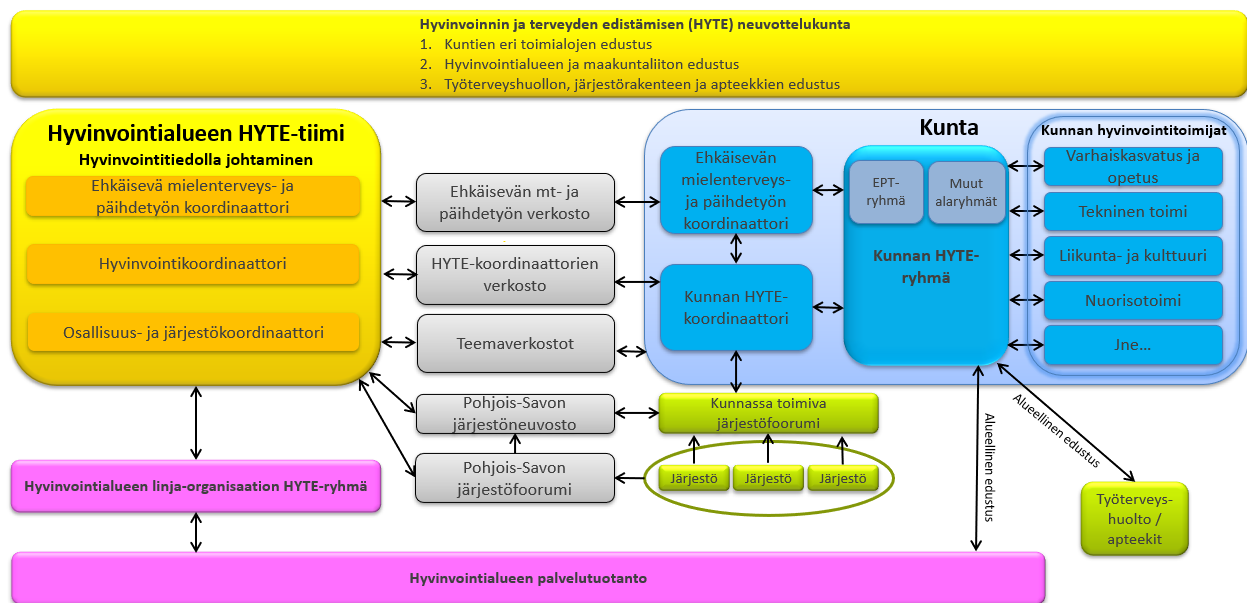 Hyvinvoinnin ja terveyden edistämisen (HYTE) neuvottelukunta
1. Kuntien eri toimialojen edustus
2. Hyvinvointialueen ja maakuntaliiton edustus
3. Työterveyshuollon, järjestörakenteen ja apteekkien edustus
Hyvinvointialueen HYTE-tiimi
Hyvinvointitiedolla johtaminen
Ehkäisevä mielenterveys- ja
päihdetyön koordinaattori
Hyvinvointikoordinaattori
Osallisuus- ja järjestökoordinaattori
Ehkäisevän mt- ja
päihdetyön verkosto
HYTE-koordinaattorien
verkosto
Teemaverkostot
Pohjois-Savon
järjestöneuvosto
Pohjois-Savon
järjestöfoorumi
Kunta
Ehkäisevän
mielenterveys-
ja päihdetyön
koordinaattori
Kunnan HYTE-
koordinaattori
EPT-
ryhmä
Muut
alaryhmät
Kunnan HYTE-
ryhmä
Kunnan hyvinvointitoimijat
Varhaiskasvatus ja
opetus
Tekninen toimi
Liikunta- ja kulttuuri
Nuorisotoimi
Jne…
Kunnassa toimiva
järjestöfoorumi
Järjestö
Järjestö
Järjestö
Alueellinen edustus
Alueellinen edustus
Työterveys-
huolto /
apteekit
Hyvinvointialueen linja-organisaation HYTE-ryhmä
Hyvinvointialueen palvelutuotanto